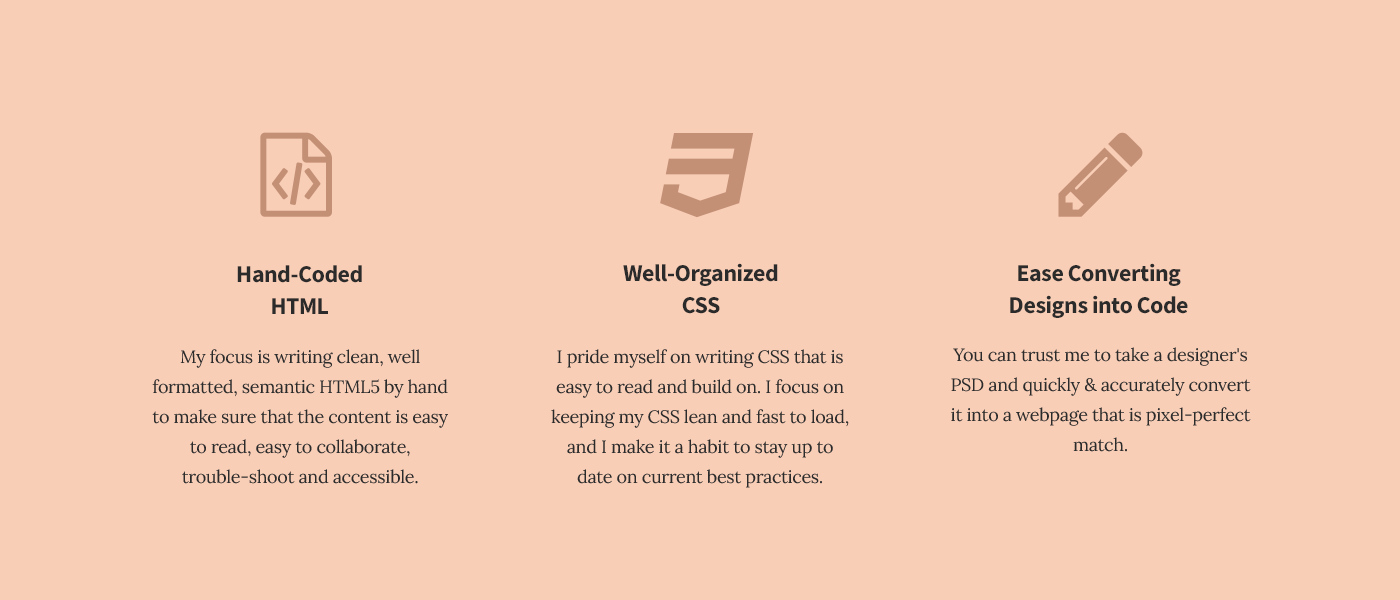 Hand-Coded
HTML
My focus is writing clean, well
formatted, semantic HTML5 by hand
to make sure that the content is easy
to read, easy to collaborate,
trouble-shoot and accessible.
Well-Organized
CSS
I pride myself on writing CSS that is
easy to read and build on. I focus on
keeping my CSS lean and fast to load,
and I make it a habit to stay up to
date on current best practices.
Ease Converting
Designs into Code
You can trust me to take a designer's
PSD and quickly & accurately convert
it into a webpage that is pixel-perfect
match.